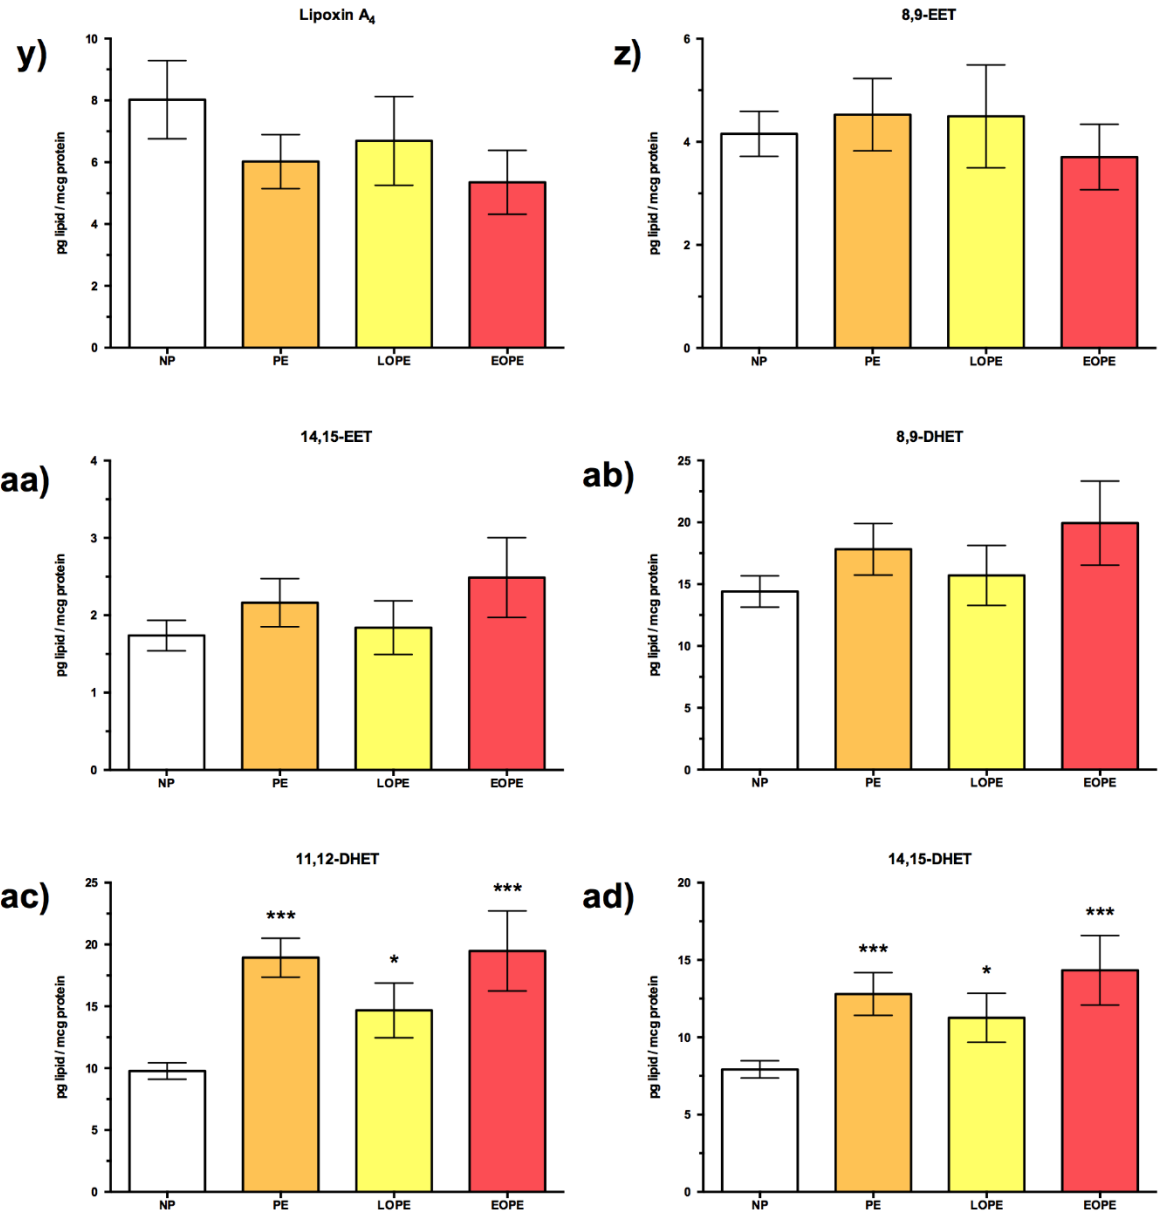 y)
Lipoxin A4
pg lipid / mcg protein
10
8
6
4
2
0
NP PE LOPE EOPE
z)
8,9-EET
pg lipid / mcg protein
6
4
2
0
NP PE LOPE EOPE
aa)
14,15-EET
pg lipid / mcg protein
4
3
2
1
0
NP PE LOPE EOPE
ab)
8,9-DHET
pg lipid / mcg protein
25
20
15
10
5
0
NP PE LOPE EOPE
ac)
11,12-DHET
pg lipid / mcg protein
25
20
15
10
5
0
***
*
***
NP PE LOPE EOPE
ad)
14,15-DHET
pg lipid / mcg protein
20
15
10
5
0
***
*
***
NP PE LOPE EOPE